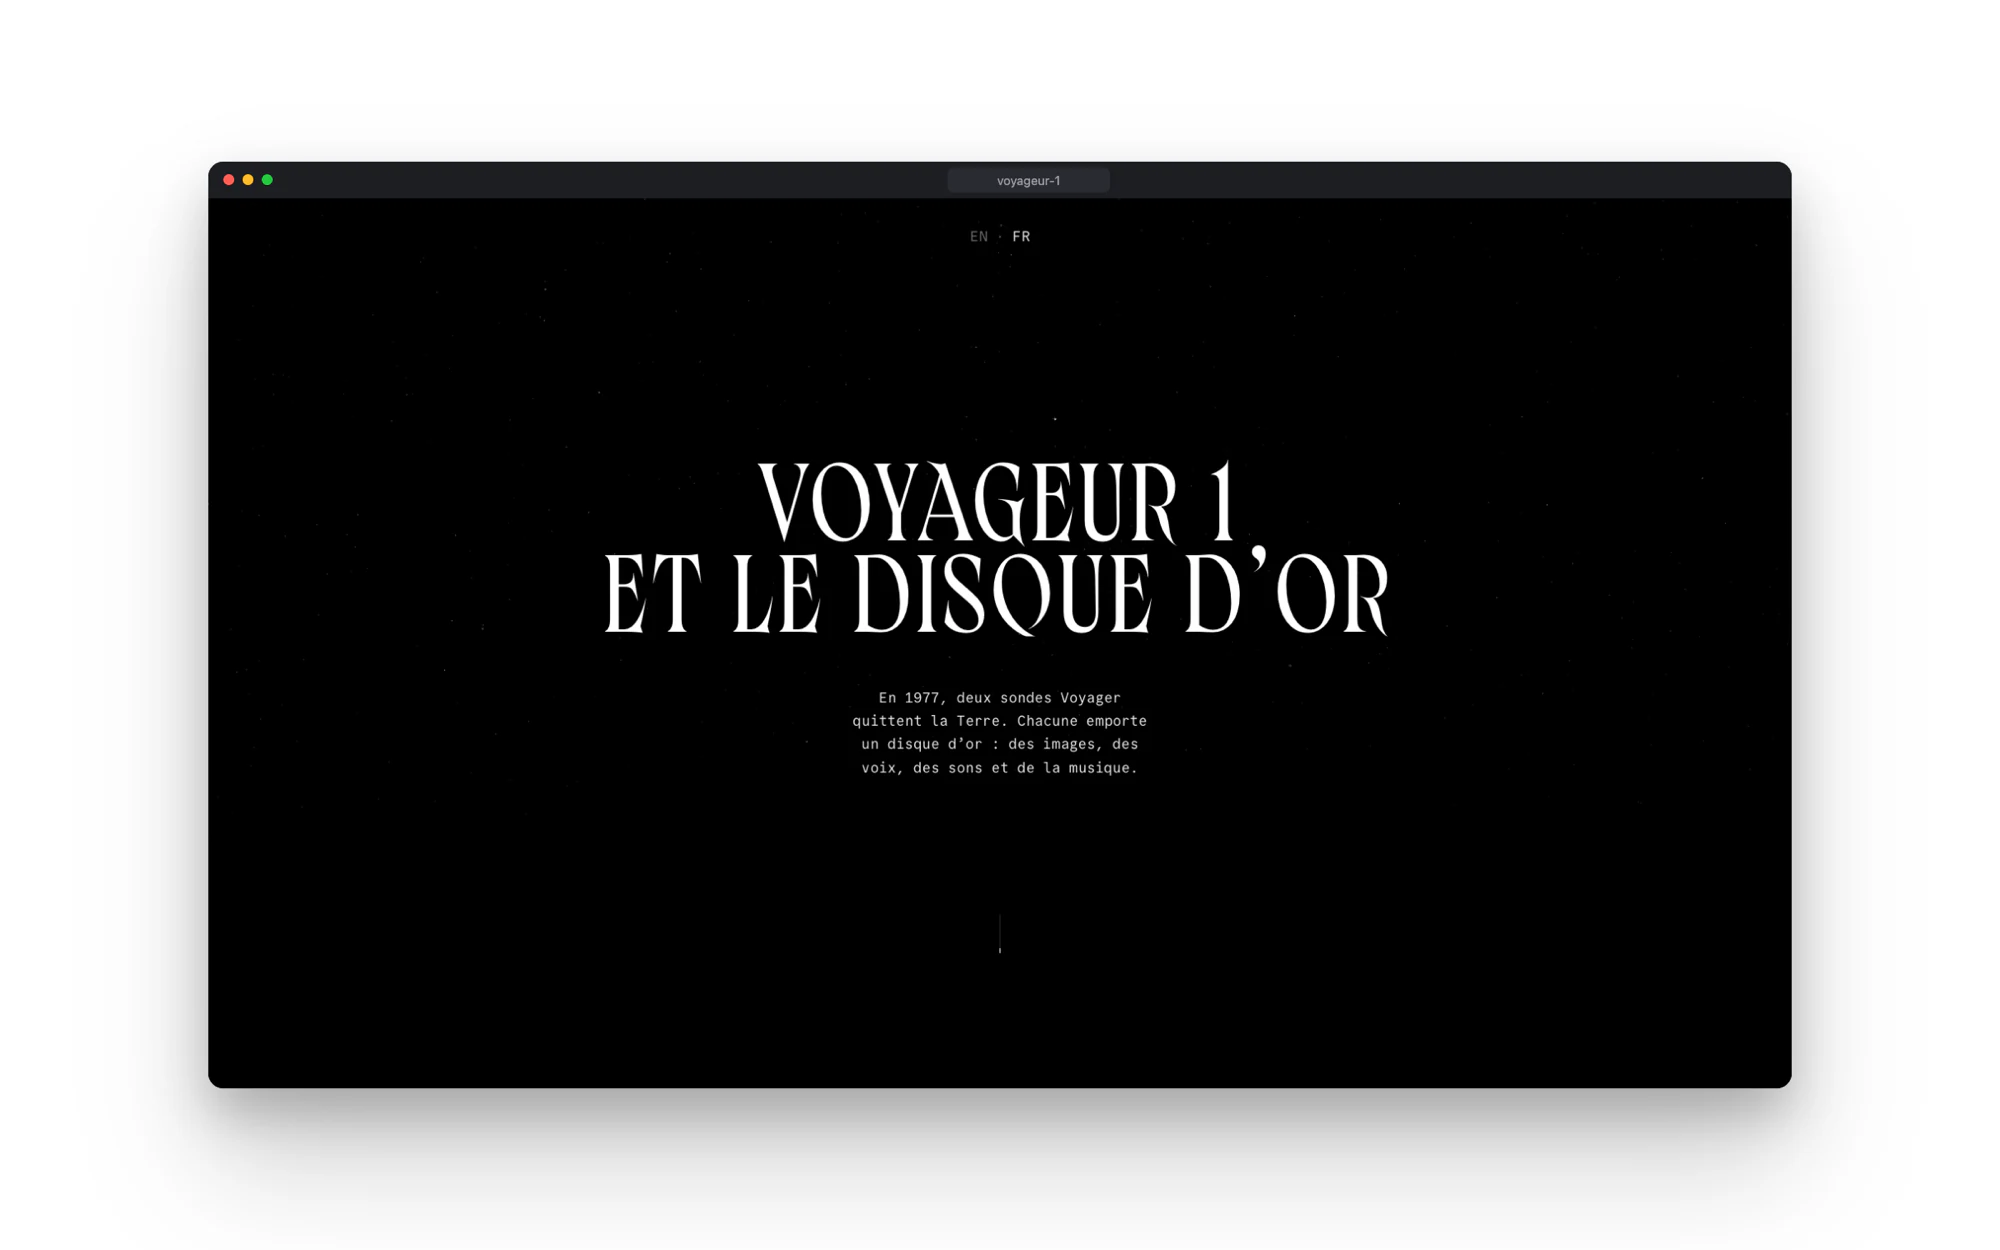 voyageur-1
EN · FR
VOYAGEUR 1
ET LE DISQUE D’OR
En 1977, deux sondes Voyager
quittent la Terre. Chacune emporte
un disque d’or : des images, des
voix, des sons et de la musique.